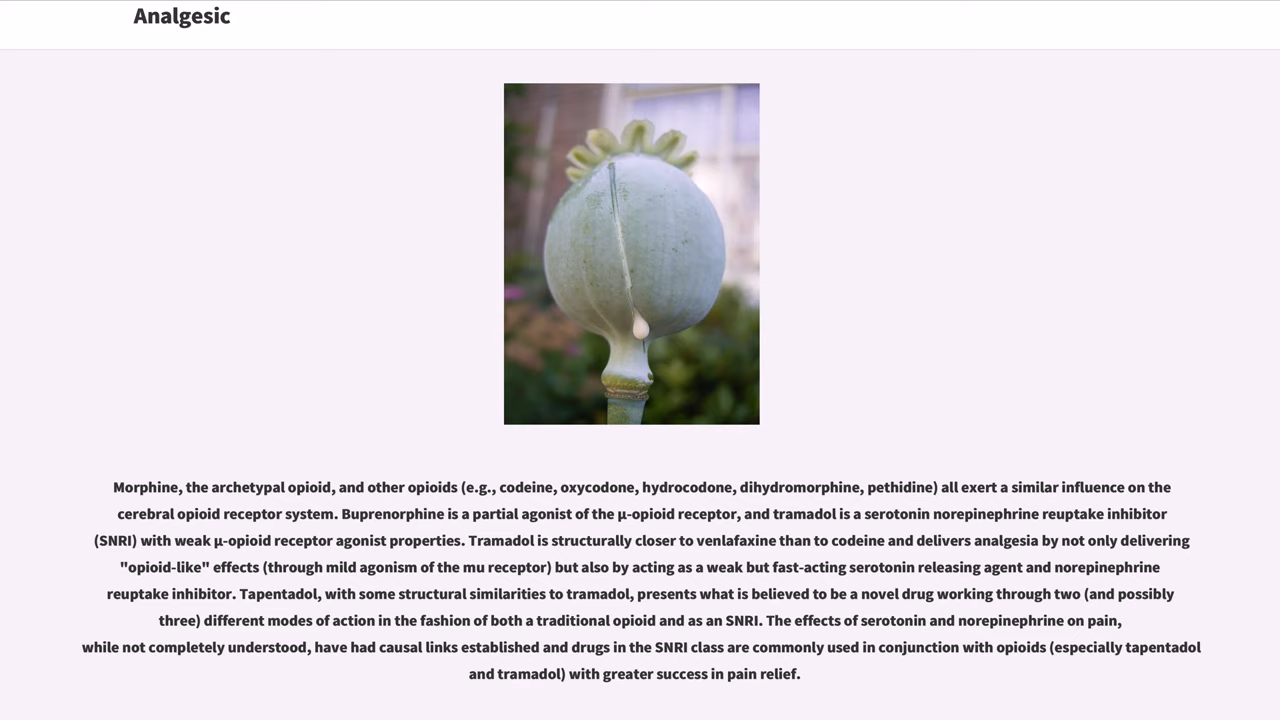 Analgesic
Morphine, the archetypal opioid, and other opioids (e.g., codeine, oxycodone, hydrocodone, dihydromorphine, pethidine) all exert a similar influence on the
cerebral opioid receptor system. Buprenorphine is a partial agonist of the μ-opioid receptor, and tramadol is a serotonin norepinephrine reuptake inhibitor
(SNRI) with weak μ-opioid receptor agonist properties. Tramadol is structurally closer to venlafaxine than to codeine and delivers analgesia by not only delivering
"opioid-like" effects (through mild agonism of the mu receptor) but also by acting as a weak but fast-acting serotonin releasing agent and norepinephrine
reuptake inhibitor. Tapentadol, with some structural similarities to tramadol, presents what is believed to be a novel drug working through two (and possibly
three) different modes of action in the fashion of both a traditional opioid and as an SNRI. The effects of serotonin and norepinephrine on pain,
while not completely understood, have had causal links established and drugs in the SNRI class are commonly used in conjunction with opioids (especially tapentadol
and tramadol) with greater success in pain relief.